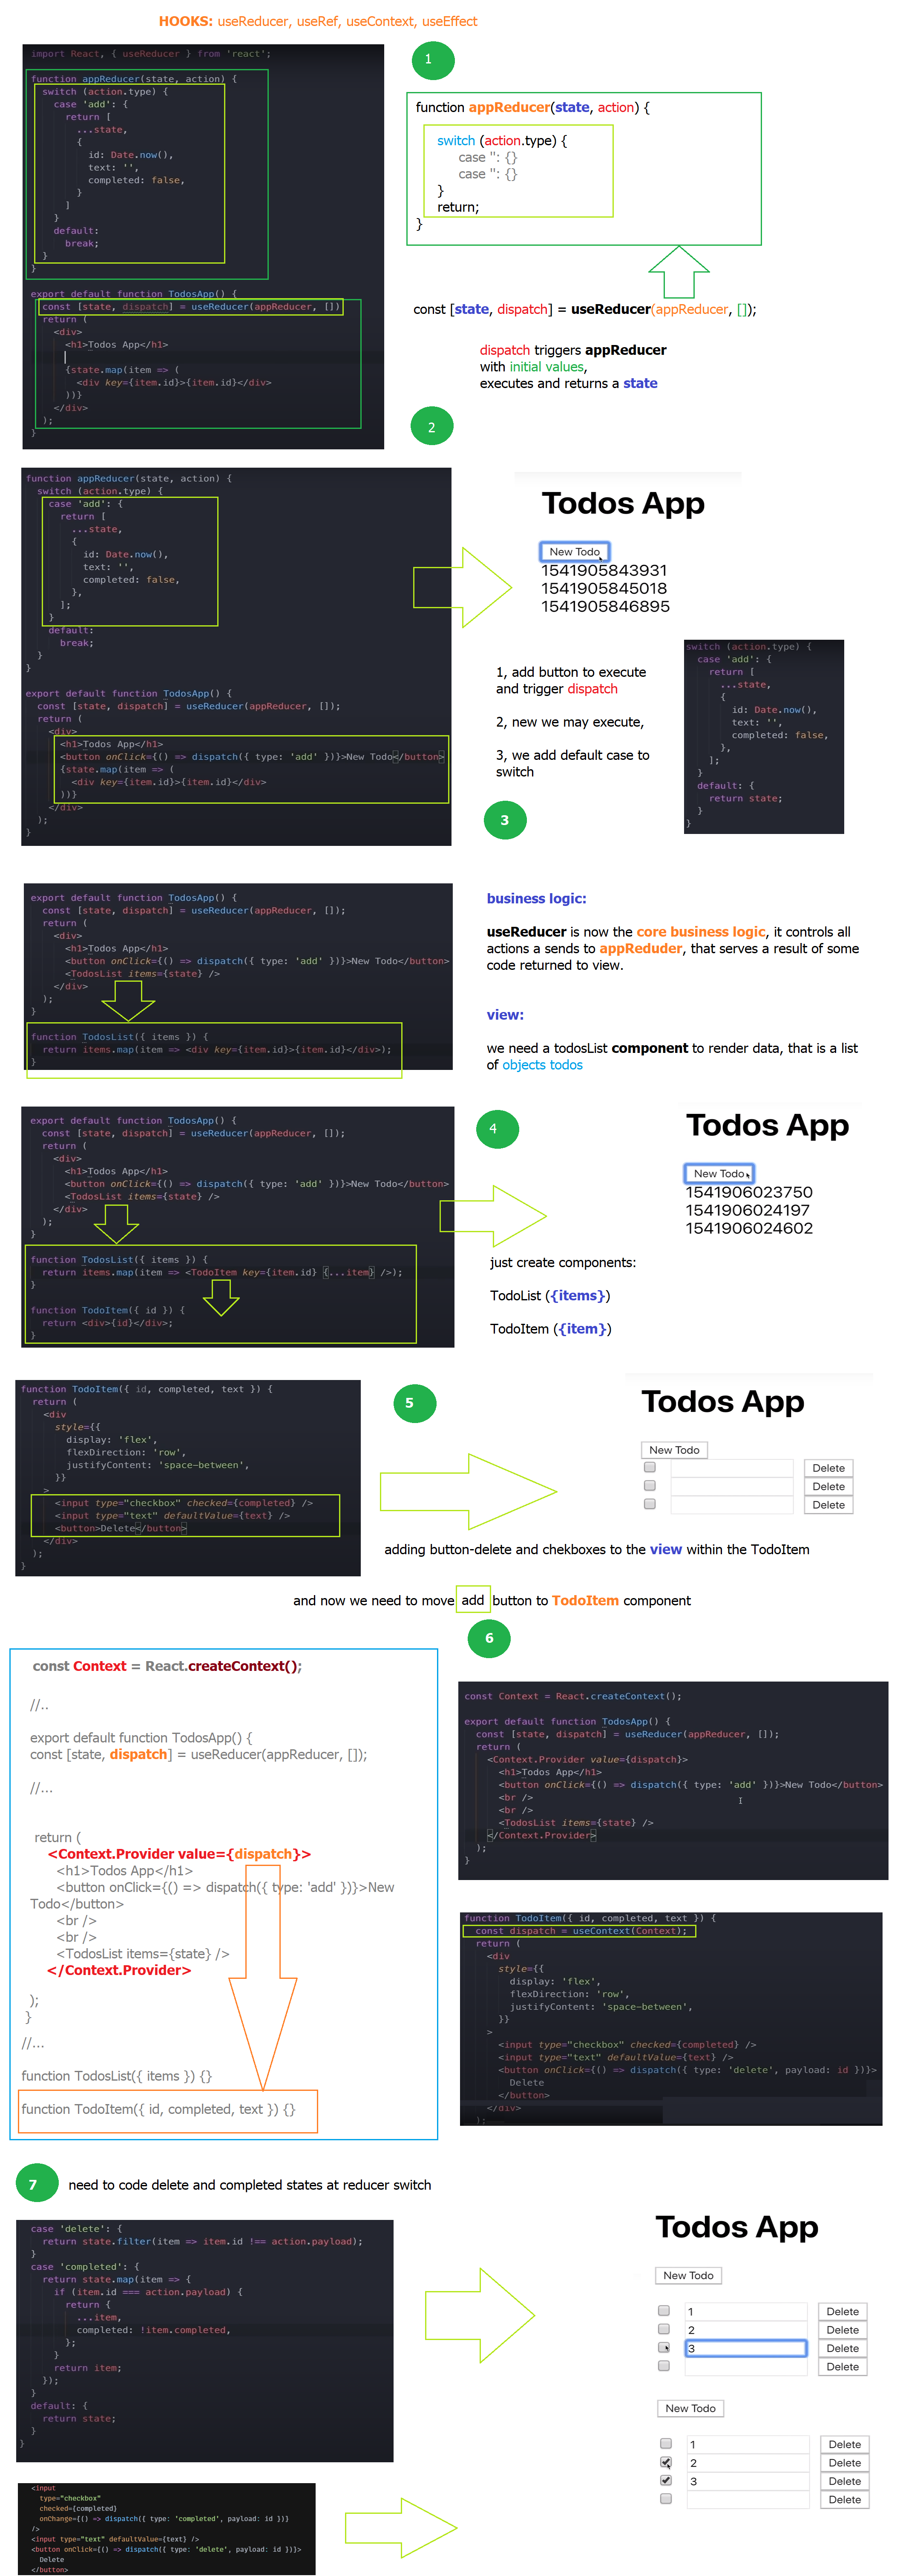 HOOKS: useReducer, useRef, useContext, useEffect
import React, { useReducer } from 'react';
function appReducer(state, action) {
switch (action.type) {
case 'add': {
return [
...state,
{
id: Date.now(),
text: '',
completed: false,
}
]
}
default:
break;
}
}
export default function TodosApp() {
const [state, dispatch] = useReducer(appReducer, [])
return (
<div>
<h1>Todos App</h1>
{state.map(item => (
<div key={item.id}>{item.id}</div>
))}
</div>
);
}
1
function appReducer(state, action) {
switch (action.type) {
case '': {}
case '': {}
}
return;
}
const [state, dispatch] = useReducer(appReducer, []);
dispatch triggers appReducer
with initial values,
executes and returns a state
2
function appReducer(state, action) {
switch (action.type) {
case 'add': {
return [
...state,
{
id: Date.now(),
text: '',
completed: false,
},
];
}
default:
break;
}
}
export default function TodosApp() {
const [state, dispatch] = useReducer(appReducer, []);
return (
<div>
<h1>Todos App</h1>
<button onClick={() => dispatch({ type: 'add' })}>New Todo</button>
{state.map(item => (
<div key={item.id}>{item.id}</div>
))}
</div>
);
}
Todos App
New Todo
1541905843931
1541905845018
1541905846895
1, add button to execute
and trigger dispatch
2, new we may execute,
3, we add default case to
switch
switch (action.type) {
case 'add': {
return [
...state,
{
id: Date.now(),
text: '',
completed: false,
},
];
}
default: {
return state;
}
}
3
export default function TodosApp() {
const [state, dispatch] = useReducer(appReducer, []);
return (
<div>
<h1>Todos App</h1>
<button onClick={() => dispatch({ type: 'add' })}>New Todo</button>
<TodosList items={state} />
</div>
);
}
function TodosList({ items }) {
return items.map(item => <div key={item.id}>{item.id}</div>);
}
business logic:
useReducer is now the core business logic, it controls all
actions a sends to appReduder, that serves a result of some
code returned to view.
view:
we need a todosList component to render data, that is a list
of objects todos
export default function TodosApp() {
const [state, dispatch] = useReducer(appReducer, []);
return (
<div>
<h1>Todos App</h1>
<button onClick={() => dispatch({ type: 'add' })}>New Todo</button>
<TodosList items={state} />
</div>
);
}
function TodosList({ items }) {
return items.map(item => <TodoItem key={item.id} {...item} />);
}
function TodoItem({ id }) {
return <div>{id}</div>;
}
4
Todos App
New Todo
1541906023750
1541906024197
1541906024602
just create components:
TodoList ({items})
TodoItem ({item})
function TodoItem({ id, completed, text }) {
return (
<div
style={{
display: 'flex',
flexDirection: 'row',
justifyContent: 'space-between',
}}
>
<input type="checkbox" checked={completed} />
<input type="text" defaultValue={text} />
<button>Delete</button>
</div>
);
}
5
Todos App
New Todo
Delete
Delete
Delete
adding button-delete and chekboxes to the view within the TodoItem
and now we need to move add button to TodoItem component
6
const Context = React.createContext();
//..
export default function TodosApp() {
const [state, dispatch] = useReducer(appReducer, []);
//...
return (
<Context.Provider value={dispatch}>
<h1>Todos App</h1>
<button onClick={() => dispatch({ type: 'add' })}>New
Todo</button>
<br />
<br />
<TodosList items={state} />
</Context.Provider>
);
}
//...
function TodosList({ items }) {}
function TodoItem({ id, completed, text }) {}
const Context = React.createContext();
export default function TodosApp() {
const [state, dispatch] = useReducer(appReducer, []);
return (
<Context.Provider value={dispatch}>
<h1>Todos App</h1>
<button onClick={() => dispatch({ type: 'add' })}>New Todo</button>
<br />
<br />
<TodosList items={state} />
</Context.Provider>
);
}
function TodoItem({ id, completed, text }) {
const dispatch = useContext(Context);
return (
<div
style={{
display: 'flex',
flexDirection: 'row',
justifyContent: 'space-between',
}}
>
<input type="checkbox" checked={completed} />
<input type="text" defaultValue={text} />
<button onClick={() => dispatch({ type: 'delete', payload: id })}>
Delete
</button>
</div>
);
7
need to code delete and completed states at reducer switch
case 'delete': {
return state.filter(item => item.id !== action.payload);
}
case 'completed': {
return state.map(item => {
if (item.id === action.payload) {
return {
...item,
completed: !item.completed,
};
}
return item;
});
}
default: {
return state;
}
}
Todos App
New Todo
1 Delete
2 Delete
3 Delete
Delete
New Todo
1 Delete
2 Delete
3 Delete
Delete
<input
type="checkbox"
checked={completed}
onChange={() => dispatch({ type: 'completed', payload: id })}
/>
<input type="text" defaultValue={text} />
<button onClick={() => dispatch({ type: 'delete', payload: id })}>
Delete
</button>